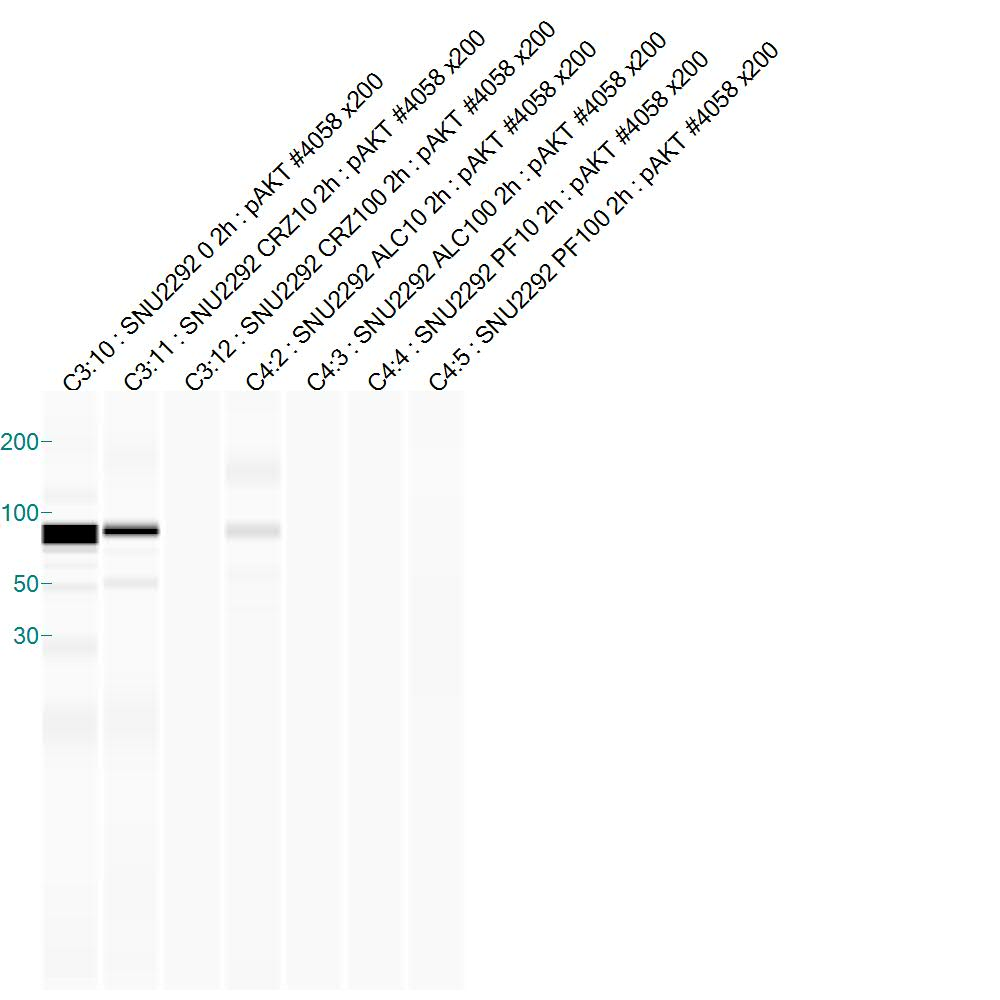 C3:10 : SNU2292 0 2h : pAKT #4058 x200
C3:11 : SNU2292 CRZ10 2h : pAKT #4058 x200
C3:12 : SNU2292 CRZ100 2h : pAKT #4058 x200
C4:2 : SNU2292 ALC10 2h : pAKT #4058 x200
C4:3 : SNU2292 ALC100 2h : pAKT #4058 x200
C4:4 : SNU2292 PF10 2h : pAKT #4058 x200
C4:5 : SNU2292 PF100 2h : pAKT #4058 x200
200
100
50
30